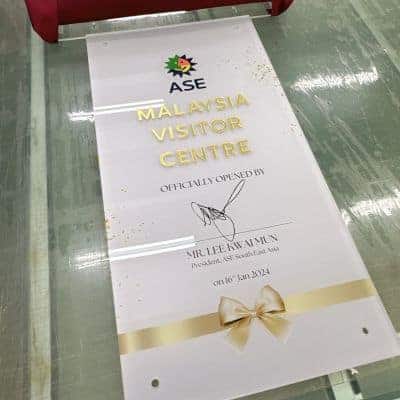 ASE
MALAYSIA
VISITOR
CENTRE
OFFICIALLY OPENED BY
MR. LEE KWAI MUN
President, ASE South East Asia
on 16th Jan 2024